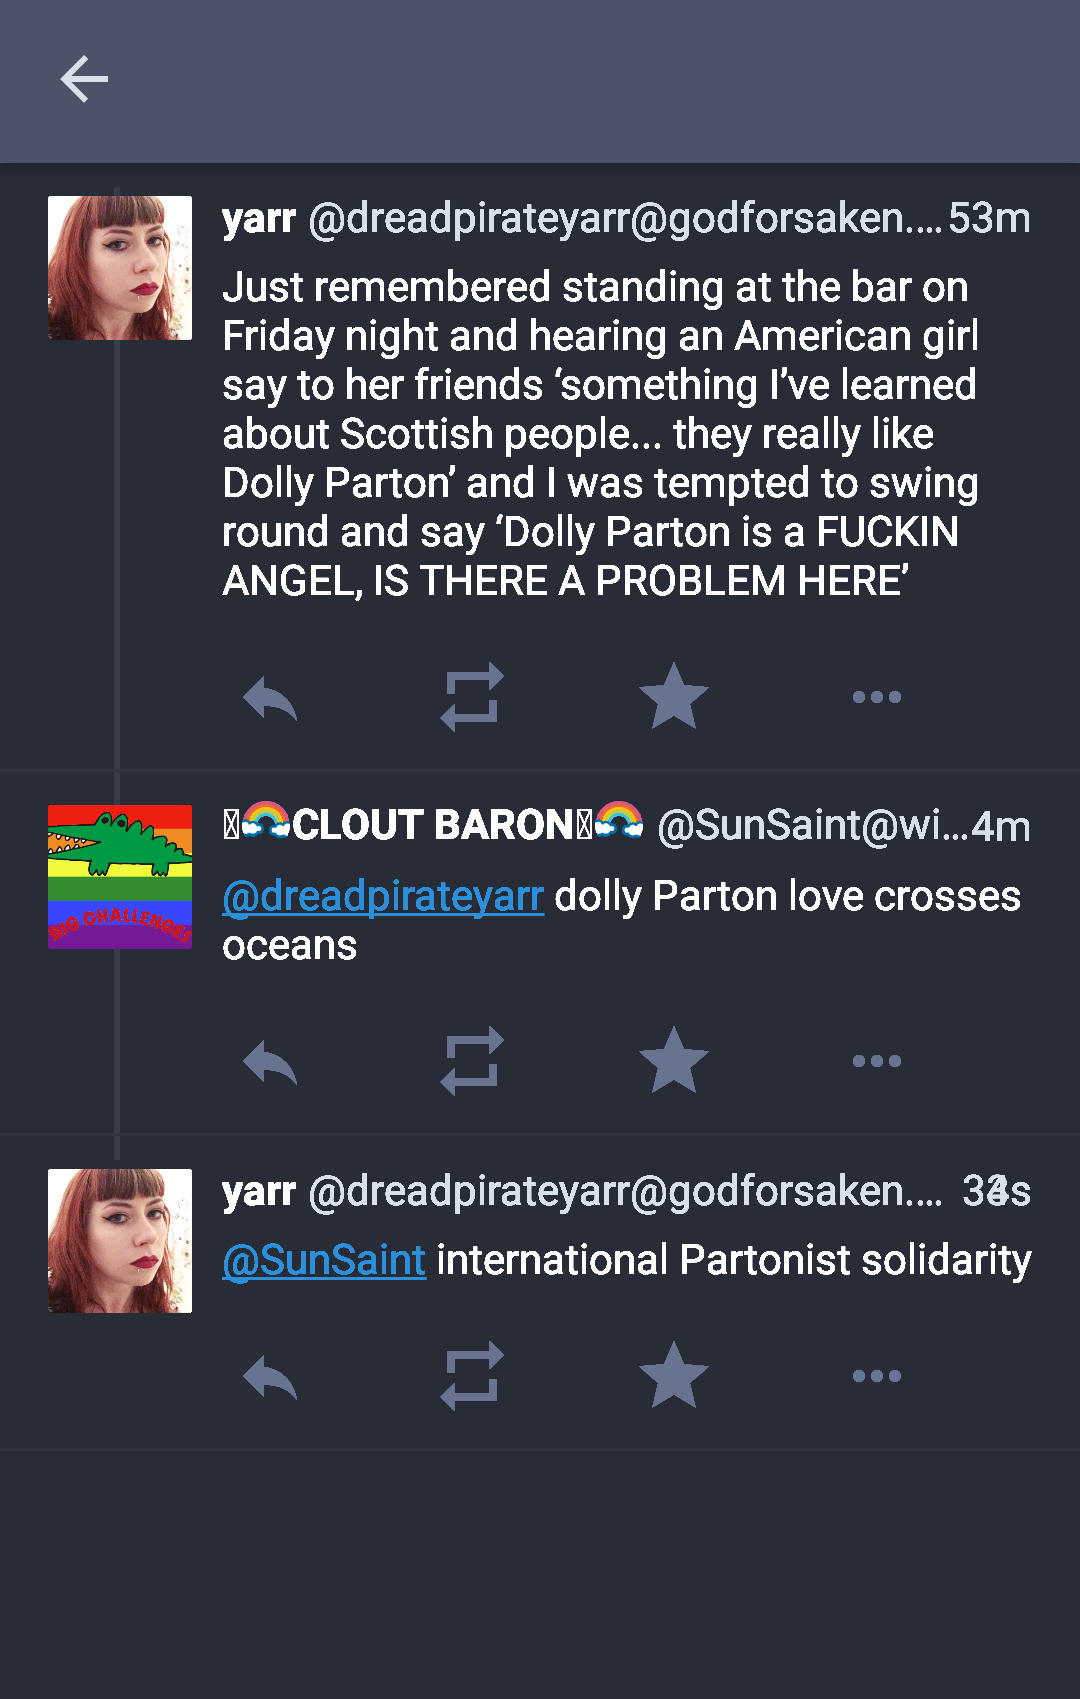 yarr @dreadpirateyarr@godforsaken.... 53m
Just remembered standing at the bar on
Friday night and hearing an American girl
say to her friends ‘something I’ve learned
about Scottish people... they really like
Dolly Parton’ and I was tempted to swing
round and say ‘Dolly Parton is a FUCKIN
ANGEL, IS THERE A PROBLEM HERE’
🌈CLOUT BARON🌈 @SunSaint@wi... 4m
BIG CHALLENGES
@dreadpirateyarr dolly Parton love crosses
oceans
yarr @dreadpirateyarr@godforsaken....
@SunSaint international Partonist solidarity